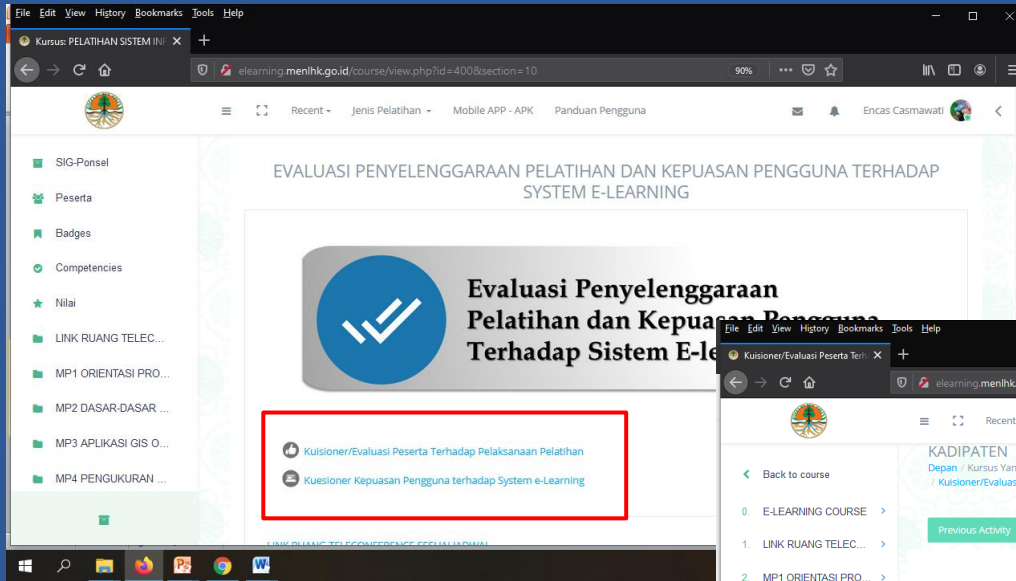 File Edit View History Bookmarks Tools Help
Kursus: PELATIHAN SISTEM INF
elearning.menlhk.go.id/course/view.php?id=400&section=10
90%
Recent
Jenis Pelatihan
Mobile APP - APK
Panduan Pengguna
Encas Casmawati
SIG-Ponsel
Peserta
Badges
Competencies
Nilai
LINK RUANG TELEC...
MP1 ORIENTASI PRO...
MP2 DASAR-DASAR ...
MP3 APLIKASI GIS O...
MP4 PENGUKURAN ...
EVALUASI PENYELENGGARAAN PELATIHAN DAN KEPUASAN PENGGUNA TERHADAP
SYSTEM E-LEARNING
Evaluasi Penyelenggaraan
Pelatihan dan Kepuasan Pengguna
Terhadap Sistem E-le
Kuisioner/Evaluasi Peserta Terhadap Pelaksanaan Pelatihan
Kuesioner Kepuasan Pengguna terhadap System e-Learning
LINK RUANG TELECONFERENCE SESUAI JADWAL
File Edit View History Bookmarks Tools Help
Kuisioner/Evaluasi Peserta Terh
elearning.menlhk.
Recent
Back to course
0. E-LEARNING COURSE
1. LINK RUANG TELEC...
2. MP1 ORIENTASI PRO...
KADIPATEN
Depan / Kursus Yan
/ Kuisioner/Evaluas
Previous Activity